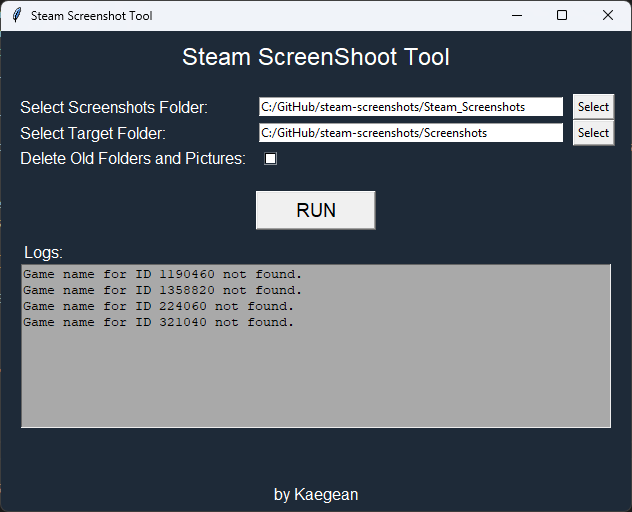 Steam Screenshot Tool
Steam ScreenShoot Tool
Select Screenshots Folder: C:/GitHub/steam-screenshots/Steam_Screenshots Select
Select Target Folder: C:/GitHub/steam-screenshots/Screenshots Select
Delete Old Folders and Pictures:
RUN
Logs:
Game name for ID 1190460 not found.
Game name for ID 1358820 not found.
Game name for ID 224060 not found.
Game name for ID 321040 not found.
by Kaegean